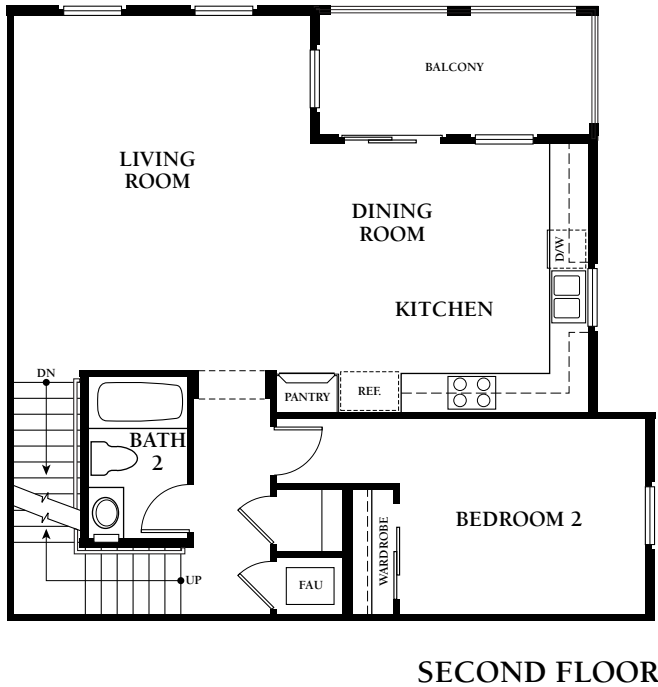 BALCONY
LIVING
ROOM
DINING
ROOM
D/W
KITCHEN
DN
PANTRY
REF.
BATH
2
BEDROOM 2
WARDROBE
UP
FAU
SECOND FLOOR